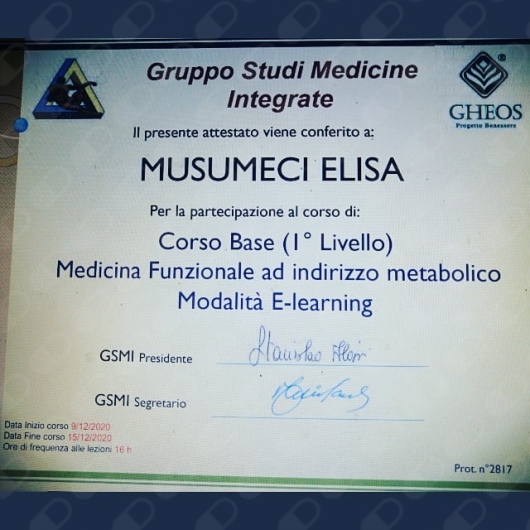 Gruppo Studi Medicine
Integrate
GHEOS
Progetto Benessere
Il presente attestato viene conferito a:
MUSUMECI ELISA
Per la partecipazione al corso di:
Corso Base (1° Livello)
Medicina Funzionale ad indirizzo metabolico
Modalità E-learning
GSMI Presidente
Stanislao Aloisi
GSMI Segretario
Data Inizio corso 9/12/2020
Data Fine corso 15/12/2020
Ore di frequenza alle lezioni 16 h
Prot. n°2817